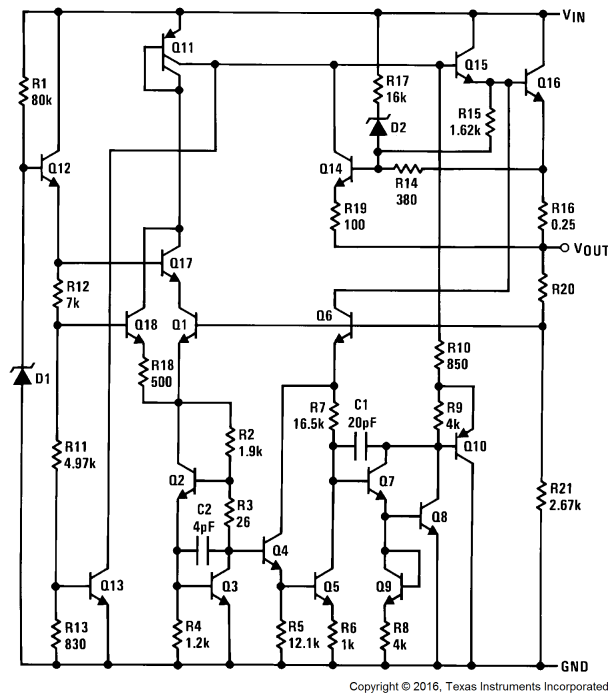 V_IN
Q11
Q15
Q16
R1
80k
R17
16k
R15
1.62k
D2
Q12
Q14
R14
380
R19
100
R16
0.25
V_OUT
Q17
R12
7k
Q18
Q1
Q6
R20
R18
500
R10
850
D1
R7
16.5k
C1
20pF
R9
4k
Q10
R2
1.9k
R11
4.97k
Q2
Q7
R21
2.67k
C2
4pF
R3
26
Q8
Q4
Q13
Q3
Q5
Q9
R13
830
R4
1.2k
R5
12.1k
R6
1k
R8
4k
GND
Copyright © 2016, Texas Instruments Incorporated